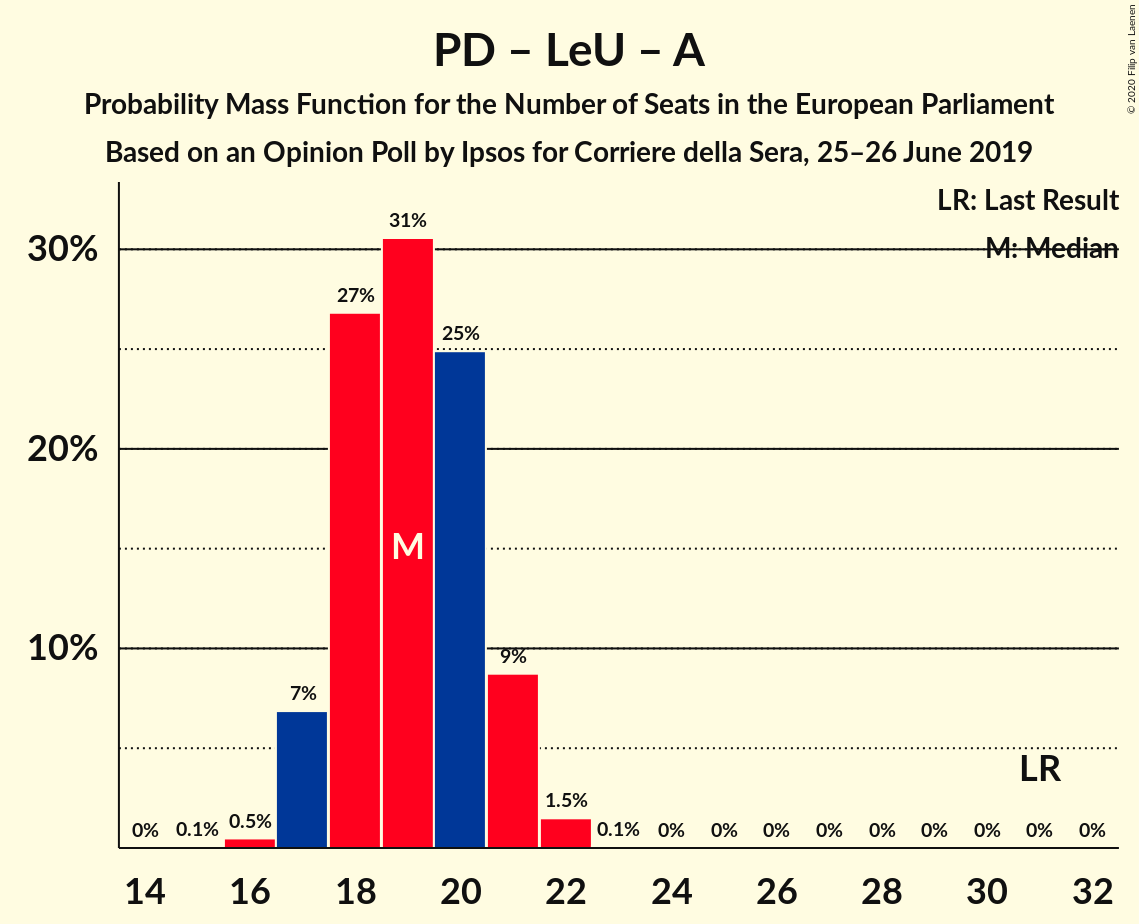 PD – LeU – A
Probability Mass Function for the Number of Seats in the European Parliament
Based on an Opinion Poll by Ipsos for Corriere della Sera, 25–26 June 2019
© 2020 Filip van Laenen
LR: Last Result
M: Median
30%
20%
10%
0% 0.1% 0.5% 7% 27% 31% 25% 9% 1.5% 0.1% 0% 0% 0% 0% 0% 0% 0% 0% 0%
M
LR
14 16 18 20 22 24 26 28 30 32